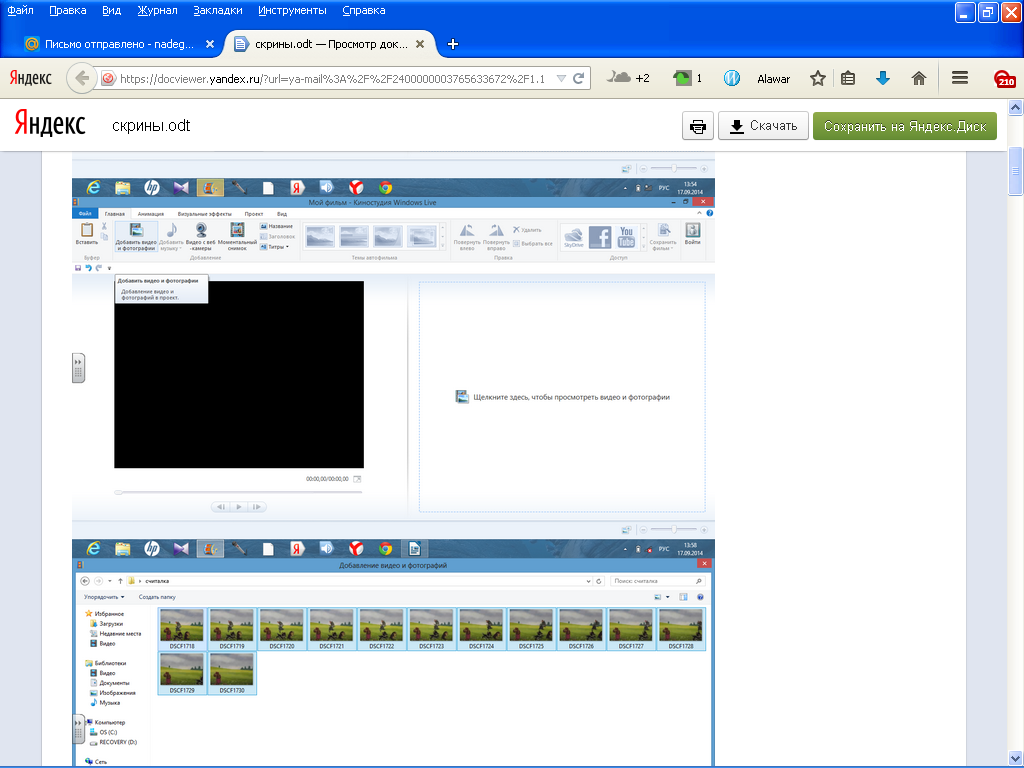 Файл Правка Вид Журнал Закладки Инструменты Справка
Письмо отправлено - nadeg... скрины.odt — Просмотр док...
Яндекс https://docviewer.yandex.ru/?url=ya-mail%3A%2F%2F2400000003765633672%2F1.1 +2 1 Alawar 210
Яндекс скрины.odt Скачать Сохранить на Яндекс.Диск
РУС 13:54
17.09.2014
Мой фильм - Киностудия Windows Live
Файл Главная Анимация Визуальные эффекты Проект Вид
Вставить Добавить видео и фотографии Добавить музыку Видео с веб-камеры Моментальный снимок Название Заголовок Титры Повернуть влево Повернуть вправо Удалить Выбрать все SkyDrive YouTube Сохранить фильм Войти
Буфер Добавление Темы автофильма Правка Доступ
Добавить видео и фотографии
Добавление видео и
фотографий в проект.
Щелкните здесь, чтобы просмотреть видео и фотографии
00:00,00/00:00,00
РУС 13:58
17.09.2014
Добавление видео и фотографий
считалка Поиск: считалка
Упорядочить Создать папку
Избранное
Загрузки
Недавние места
Видео
Библиотеки
Видео
Документы
Изображения
Музыка
Компьютер
OS (C:)
RECOVERY (D:)
Сеть
DSCF1718 DSCF1719 DSCF1720 DSCF1721 DSCF1722 DSCF1723 DSCF1724 DSCF1725 DSCF1726 DSCF1727 DSCF1728
DSCF1729 DSCF1730